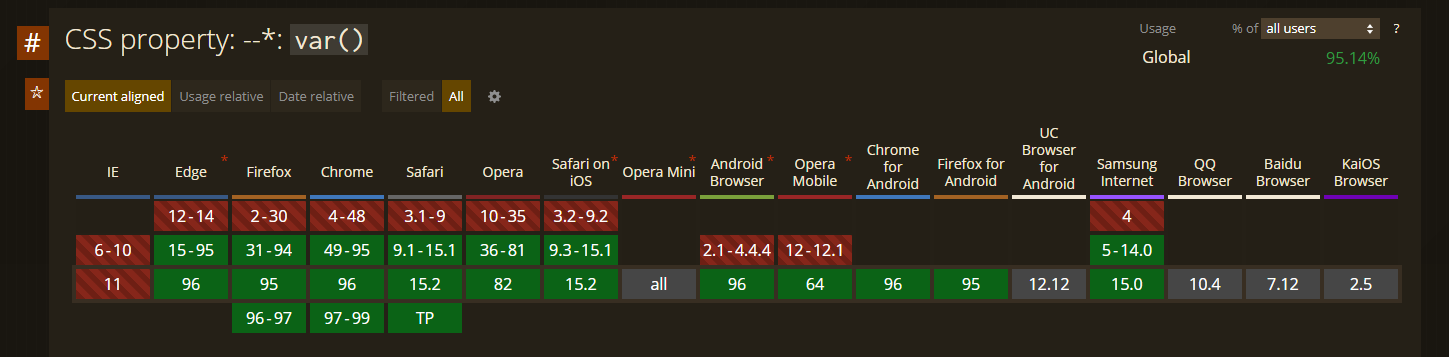 # CSS property: --*: var()
Usage % of all users ?
Global 95.14%
☆
Current aligned Usage relative Date relative Filtered All
IE Edge * Firefox Chrome Safari Opera Safari on iOS * Opera Mini * Android Browser * Opera Mobile * Chrome for Android Firefox for Android UC Browser for Android Samsung Internet QQ Browser Baidu Browser KaiOS Browser
12-14 2-30 4-48 3.1-9 10-35 3.2-9.2 4
6-10 15-95 31-94 49-95 9.1-15.1 36-81 9.3-15.1 2.1-4.4.4 12-12.1 5-14.0
11 96 95 96 15.2 82 15.2 all 96 64 96 95 12.12 15.0 10.4 7.12 2.5
96-97 97-99 TP